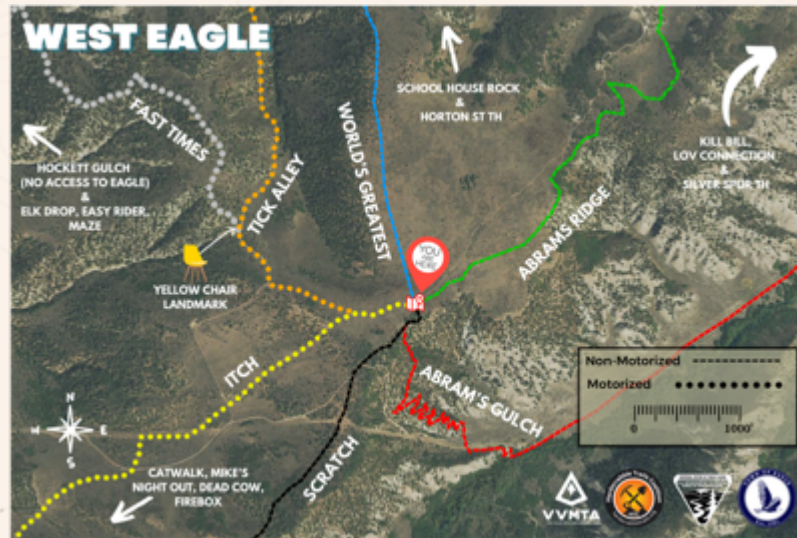 WEST EAGLE
FAST TIMES
HOCKETT GULCH
(NO ACCESS TO EAGLE)
&
ELK DROP, EASY RIDER,
MAZE
TICK ALLEY
YELLOW CHAIR
LANDMARK
WORLD'S GREATEST
SCHOOL HOUSE ROCK
&
HORTON ST TH
KILL BILL,
LOV CONNECTION
&
SILVER SPUR TH
YOU
ARE
HERE
ABRAMS RIDGE
ITCH
SCRATCH
ABRAM'S GULCH
Non-Motorized
Motorized
0 1000'
N
W E
S
CATWALK, MIKE'S
NIGHT OUT, DEAD COW,
FIREBOX
VVMTA